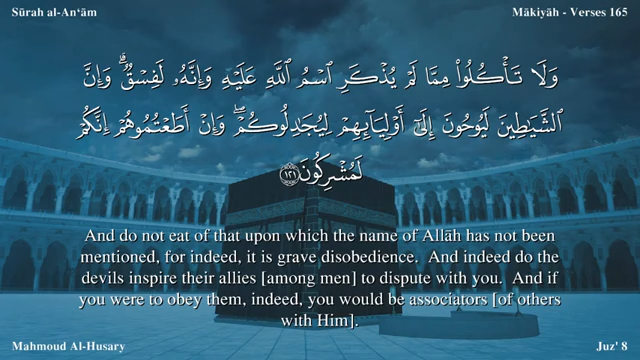 Sūrah al-An‘ām
Mākiyāh - Verses 165
وَلَا تَأْكُلُوا۟ مِمَّا لَمْ يُذْكَرِ ٱسْمُ ٱللَّهِ عَلَيْهِ وَإِنَّهُۥ لَفِسْقٌۭ ۗ وَإِنَّ
ٱلشَّيَٰطِينَ لَيُوحُونَ إِلَىٰٓ أَوْلِيَآئِهِمْ لِيُجَٰدِلُوكُمْ ۖ وَإِنْ أَطَعْتُمُوهُمْ إِنَّكُمْ
لَمُشْرِكُونَ ١٢١
And do not eat of that upon which the name of Allāh has not been
mentioned, for indeed, it is grave disobedience. And indeed do the
devils inspire their allies [among men] to dispute with you. And if
you were to obey them, indeed, you would be associators [of others
with Him].
Mahmoud Al-Husary
Juz' 8